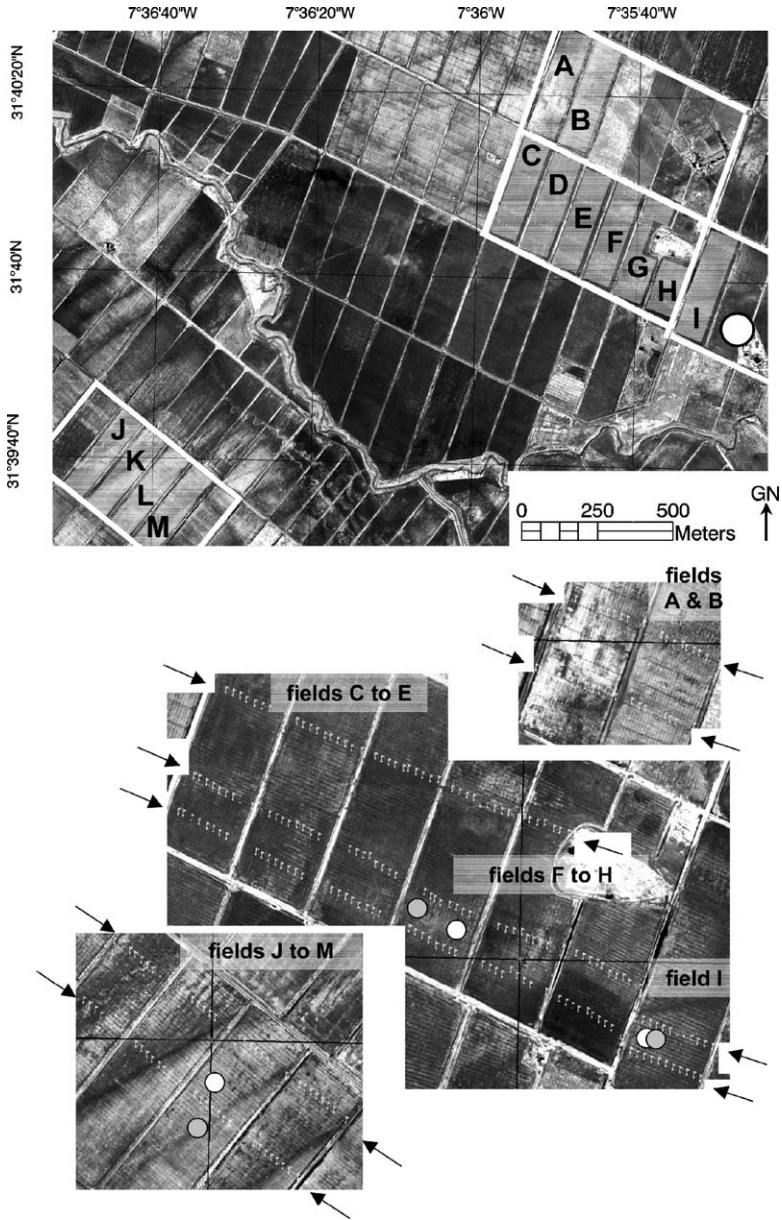 7°36'40"W 7°36'20"W 7°36'W 7°35'40"W
31°40'20"N
31°40'N
31°39'40"N
A
B
C
D
E
F
G
H
I
J
K
L
M
GN
0 250 500
Meters
fields
A & B
fields C to E
fields F to H
fields J to M
field I